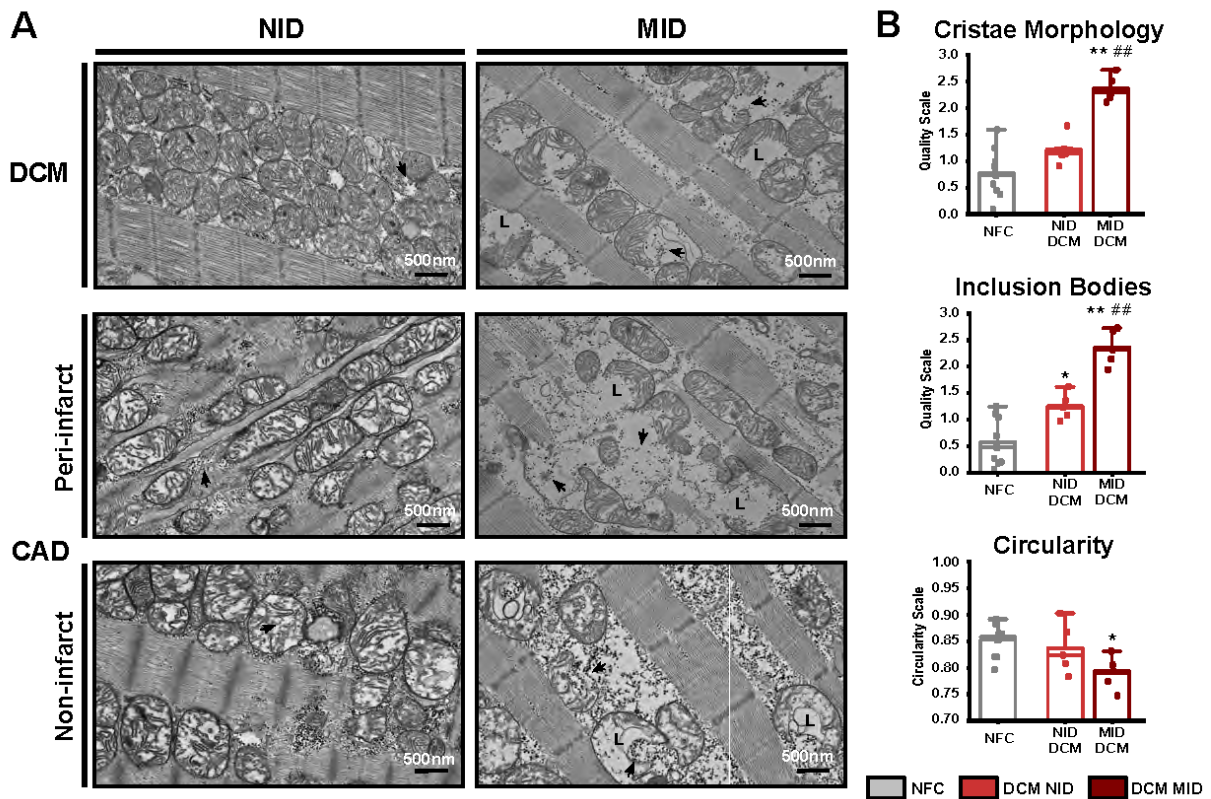 A
NID
MID
DCM
500nm
L
L
500nm
Peri-infarct
500nm
L
L
500nm
CAD
Non-infarct
500nm
L
L
500nm
B
Cristae Morphology
Quality Scale
3.0
2.5
2.0
1.5
1.0
0.5
0.0
** ##
NFC
NID
DCM
MID
DCM
Inclusion Bodies
Quality Scale
3.0
2.5
2.0
1.5
1.0
0.5
0.0
*
** ##
NFC
NID
DCM
MID
DCM
Circularity
Circularity Scale
1.00
0.95
0.90
0.85
0.80
0.75
0.70
*
NFC
NID
DCM
MID
DCM
NFC
DCM NID
DCM MID